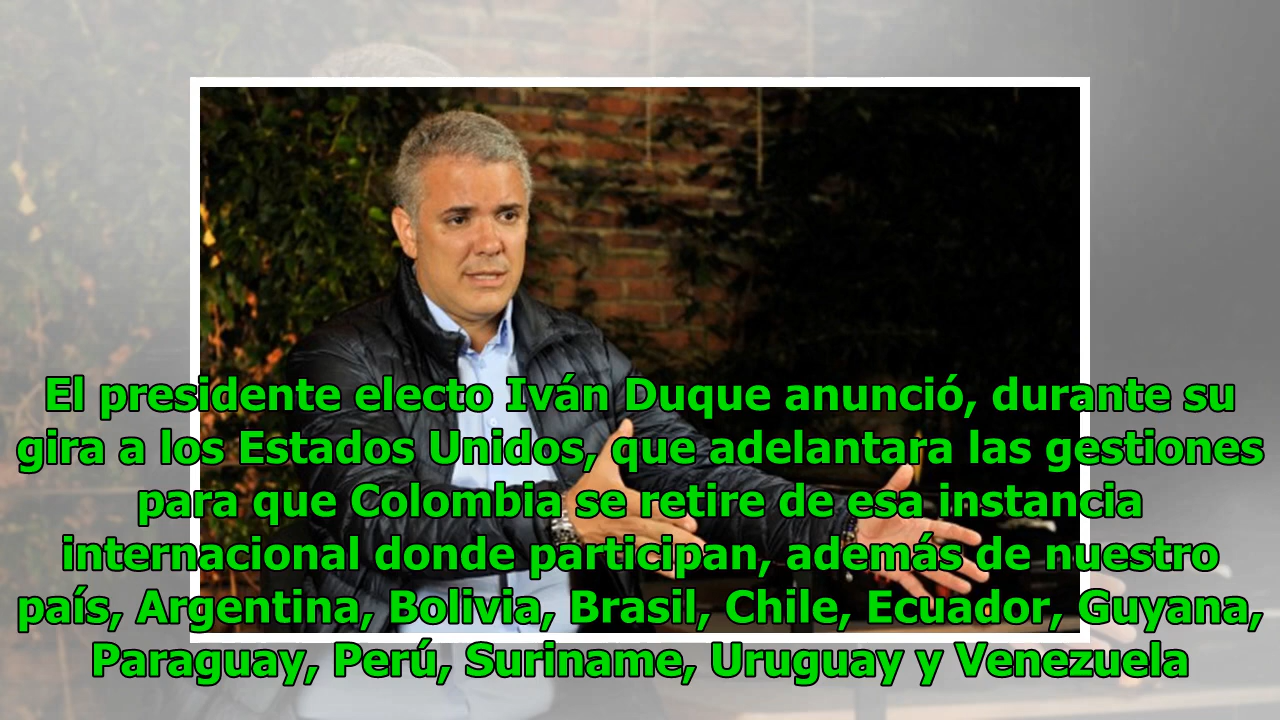 El presidente electo Iván Duque anunció, durante su
gira a los Estados Unidos, que adelantara las gestiones
para que Colombia se retire de esa instancia
internacional donde participan, además de nuestro
país, Argentina, Bolivia, Brasil, Chile, Ecuador, Guyana,
Paraguay, Perú, Suriname, Uruguay y Venezuela